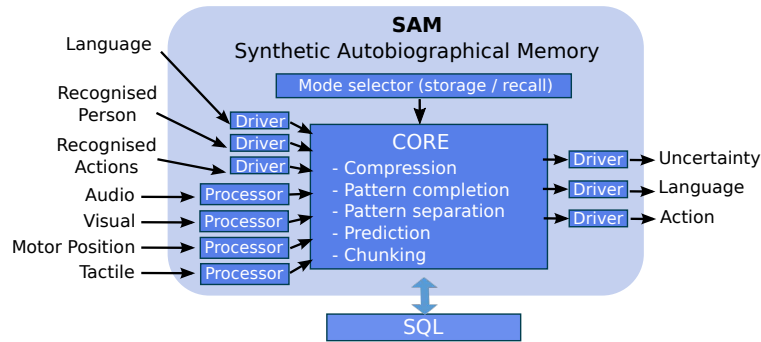 SAM
Synthetic Autobiographical Memory
Mode selector (storage / recall)
Language
Recognised
Person
Recognised
Actions
Audio
Visual
Motor Position
Tactile
Driver
Driver
Driver
Processor
Processor
Processor
Processor
CORE
- Compression
- Pattern completion
- Pattern separation
- Prediction
- Chunking
Driver
Driver
Driver
Uncertainty
Language
Action
SQL